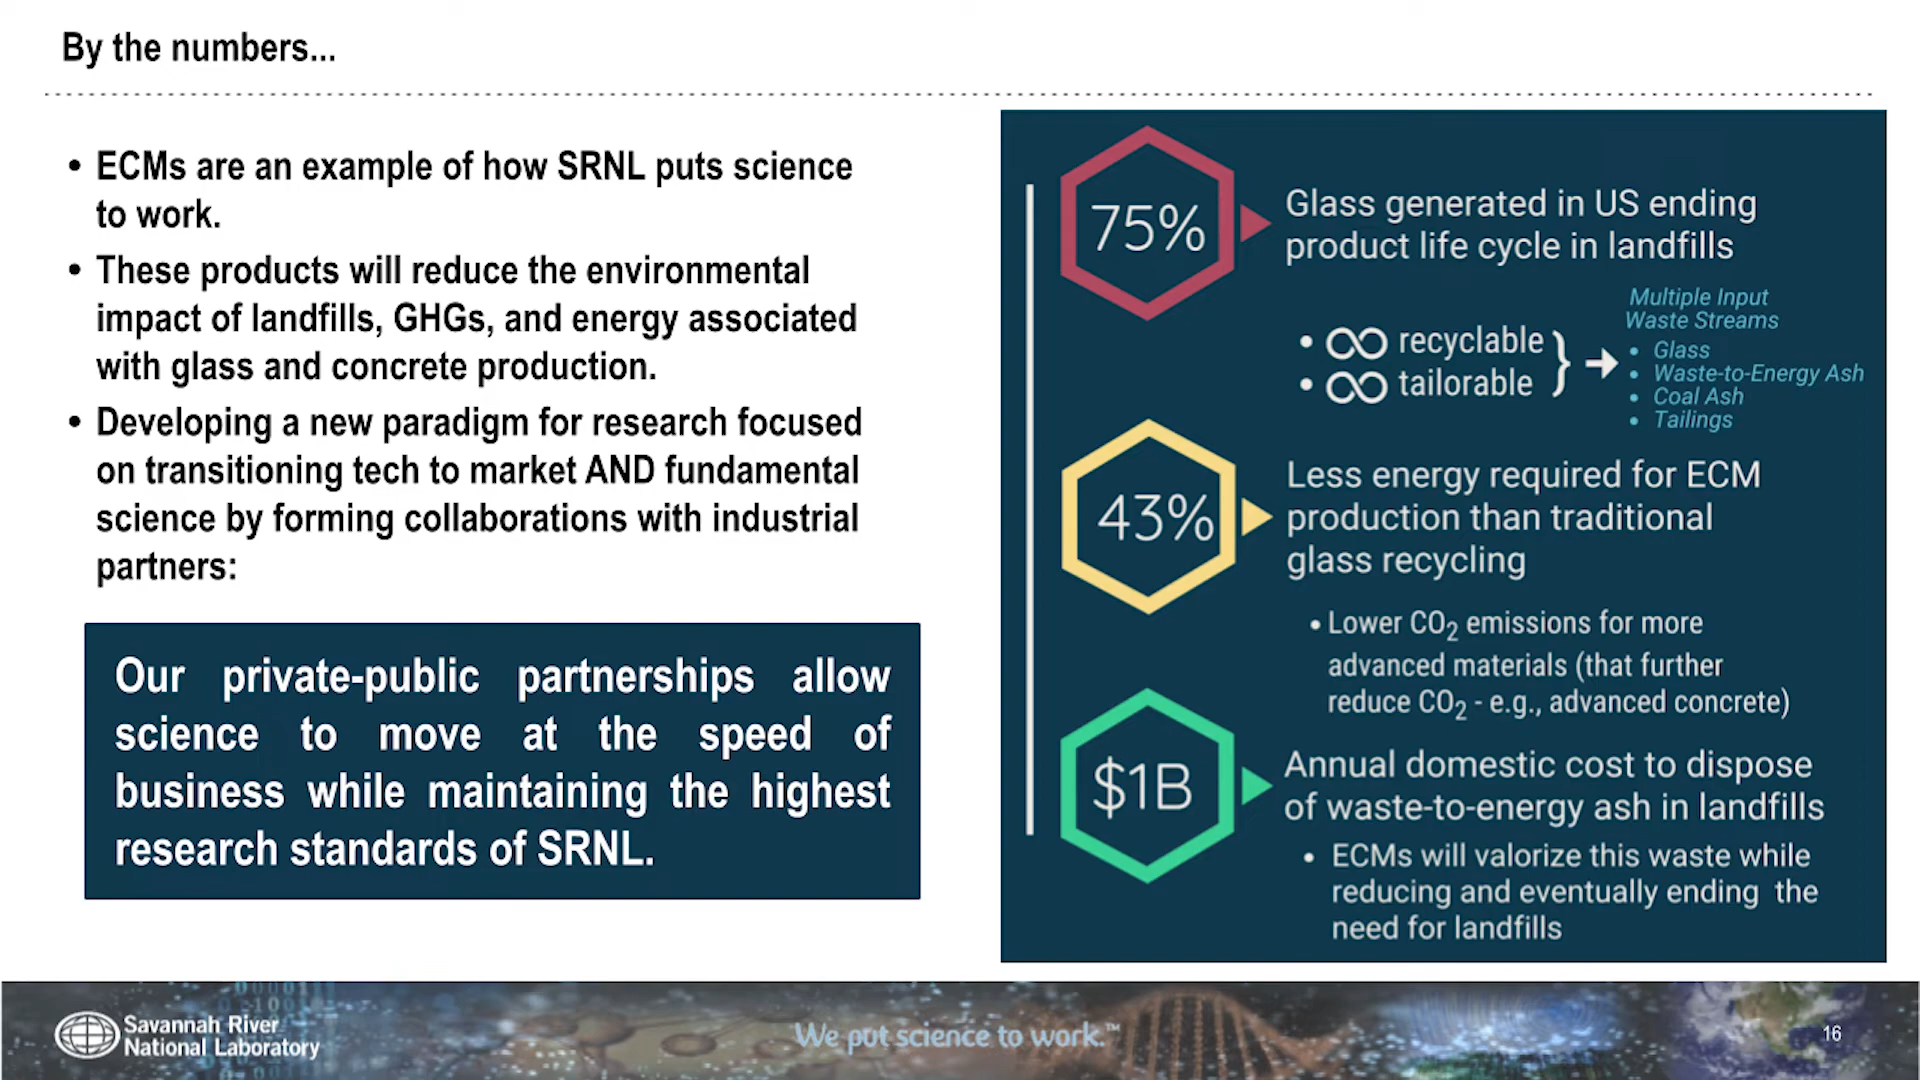 By the numbers...
• ECMs are an example of how SRNL puts science
to work.
• These products will reduce the environmental
impact of landfills, GHGs, and energy associated
with glass and concrete production.
• Developing a new paradigm for research focused
on transitioning tech to market AND fundamental
science by forming collaborations with industrial
partners:
Our private-public partnerships allow
science to move at the speed of
business while maintaining the highest
research standards of SRNL.
75%
Glass generated in US ending
product life cycle in landfills
• ∞ recyclable
• ∞ tailorable
Multiple Input
Waste Streams
• Glass
• Waste-to-Energy Ash
• Coal Ash
• Tailings
43%
Less energy required for ECM
production than traditional
glass recycling
• Lower CO₂ emissions for more
advanced materials (that further
reduce CO₂ - e.g., advanced concrete)
$1B
Annual domestic cost to dispose
of waste-to-energy ash in landfills
• ECMs will valorize this waste while
reducing and eventually ending the
need for landfills
Savannah River
National Laboratory
We put science to work.™
16